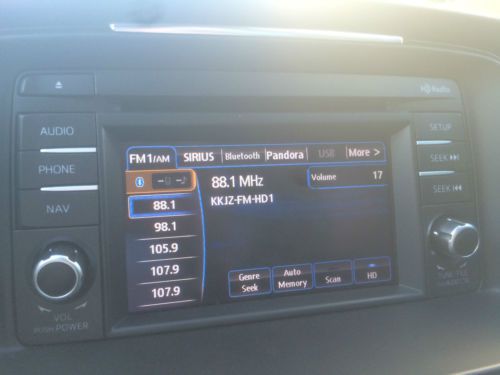 HD Radio
AUDIO
PHONE
NAV
VOL
PUSH POWER
FM1/AM SIRIUS Bluetooth Pandora USB More >
88.1
98.1
105.9
107.9
107.9
88.1 MHz
KKJZ-FM-HD1
Volume 17
Genre Seek
Auto Memory
Scan
HD
SETUP
SEEK
SEEK
TUNE FILE